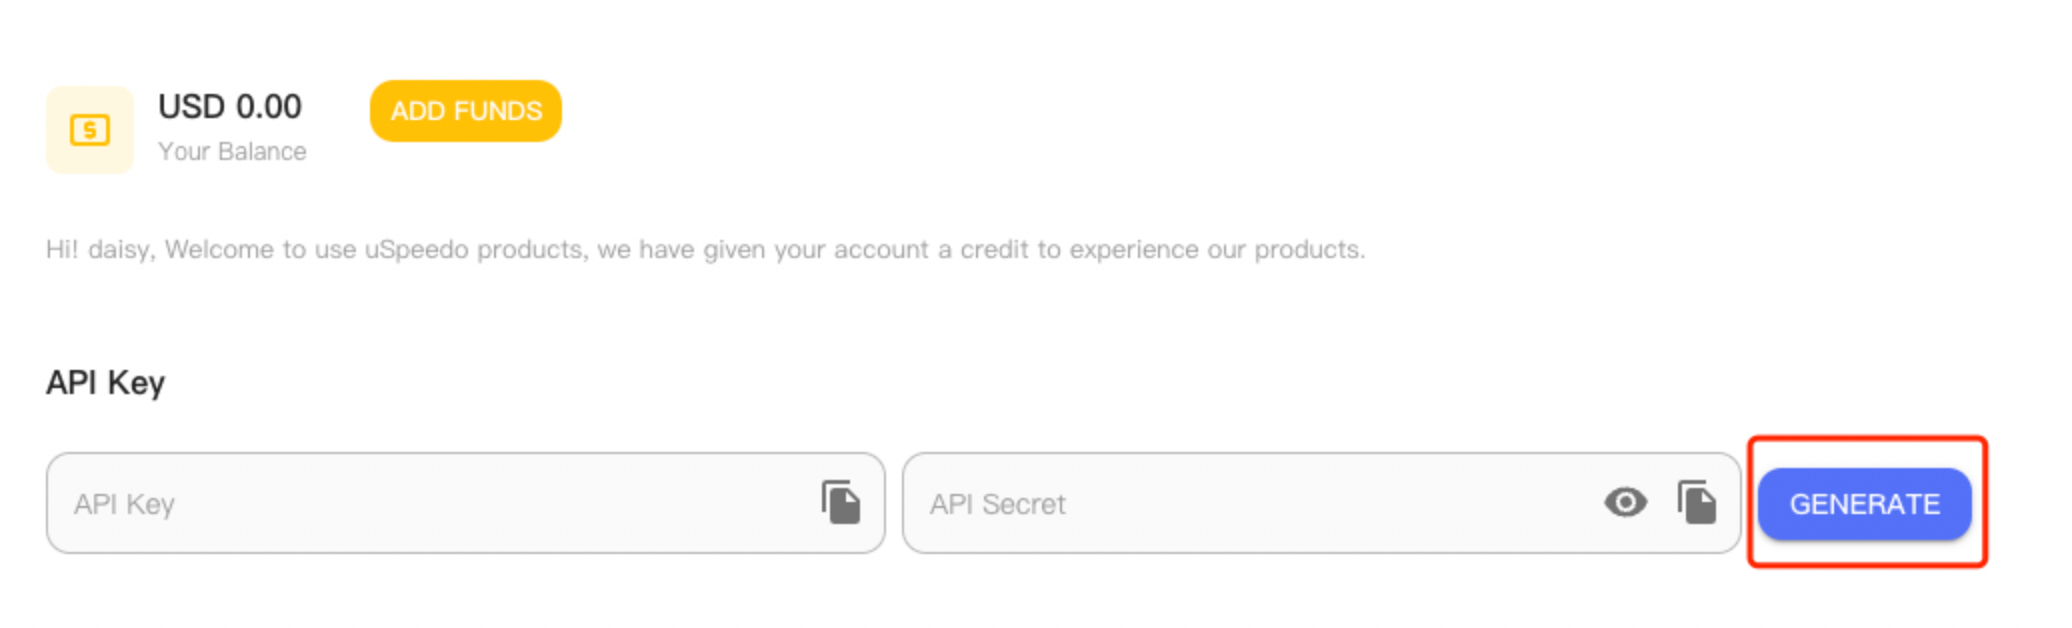 USD 0.00
ADD FUNDS
Your Balance
Hi! daisy, Welcome to use uSpeedo products, we have given your account a credit to experience our products.
API Key
API Key
API Secret
GENERATE